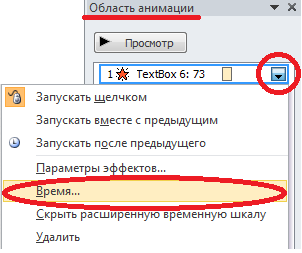 Область анимации
Просмотр
1 TextBox 6: 73
Запускать щелчком
Запускать вместе с предыдущим
Запускать после предыдущего
Параметры эффектов...
Время...
Скрыть расширенную временную шкалу
Удалить